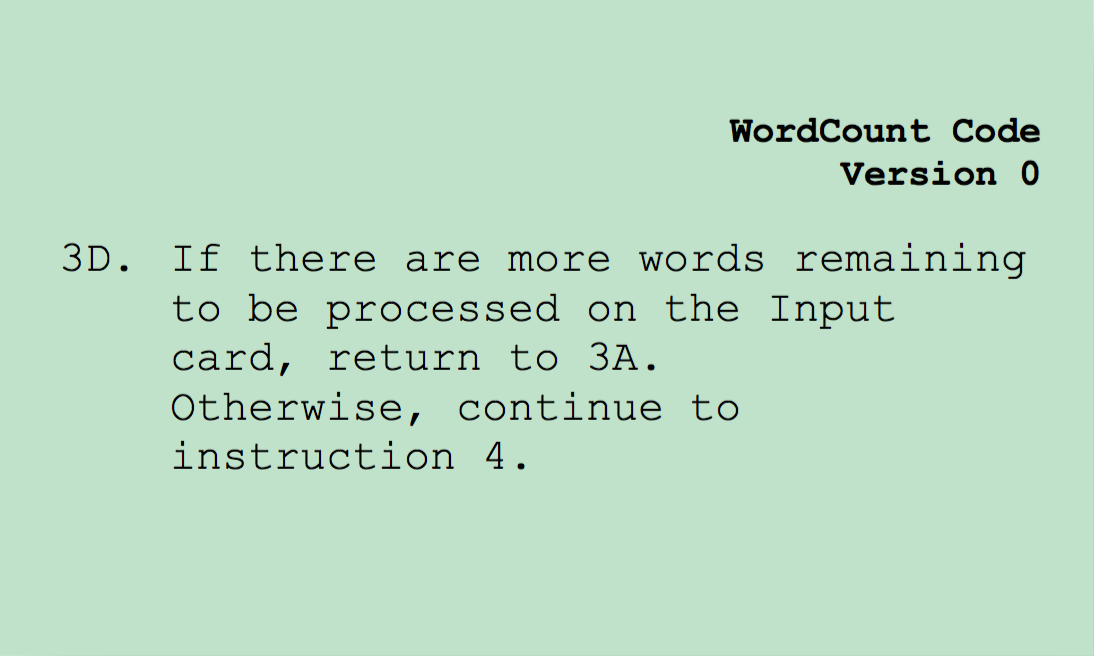 WordCount Code
Version 0
3D. If there are more words remaining
to be processed on the Input
card, return to 3A.
Otherwise, continue to
instruction 4.